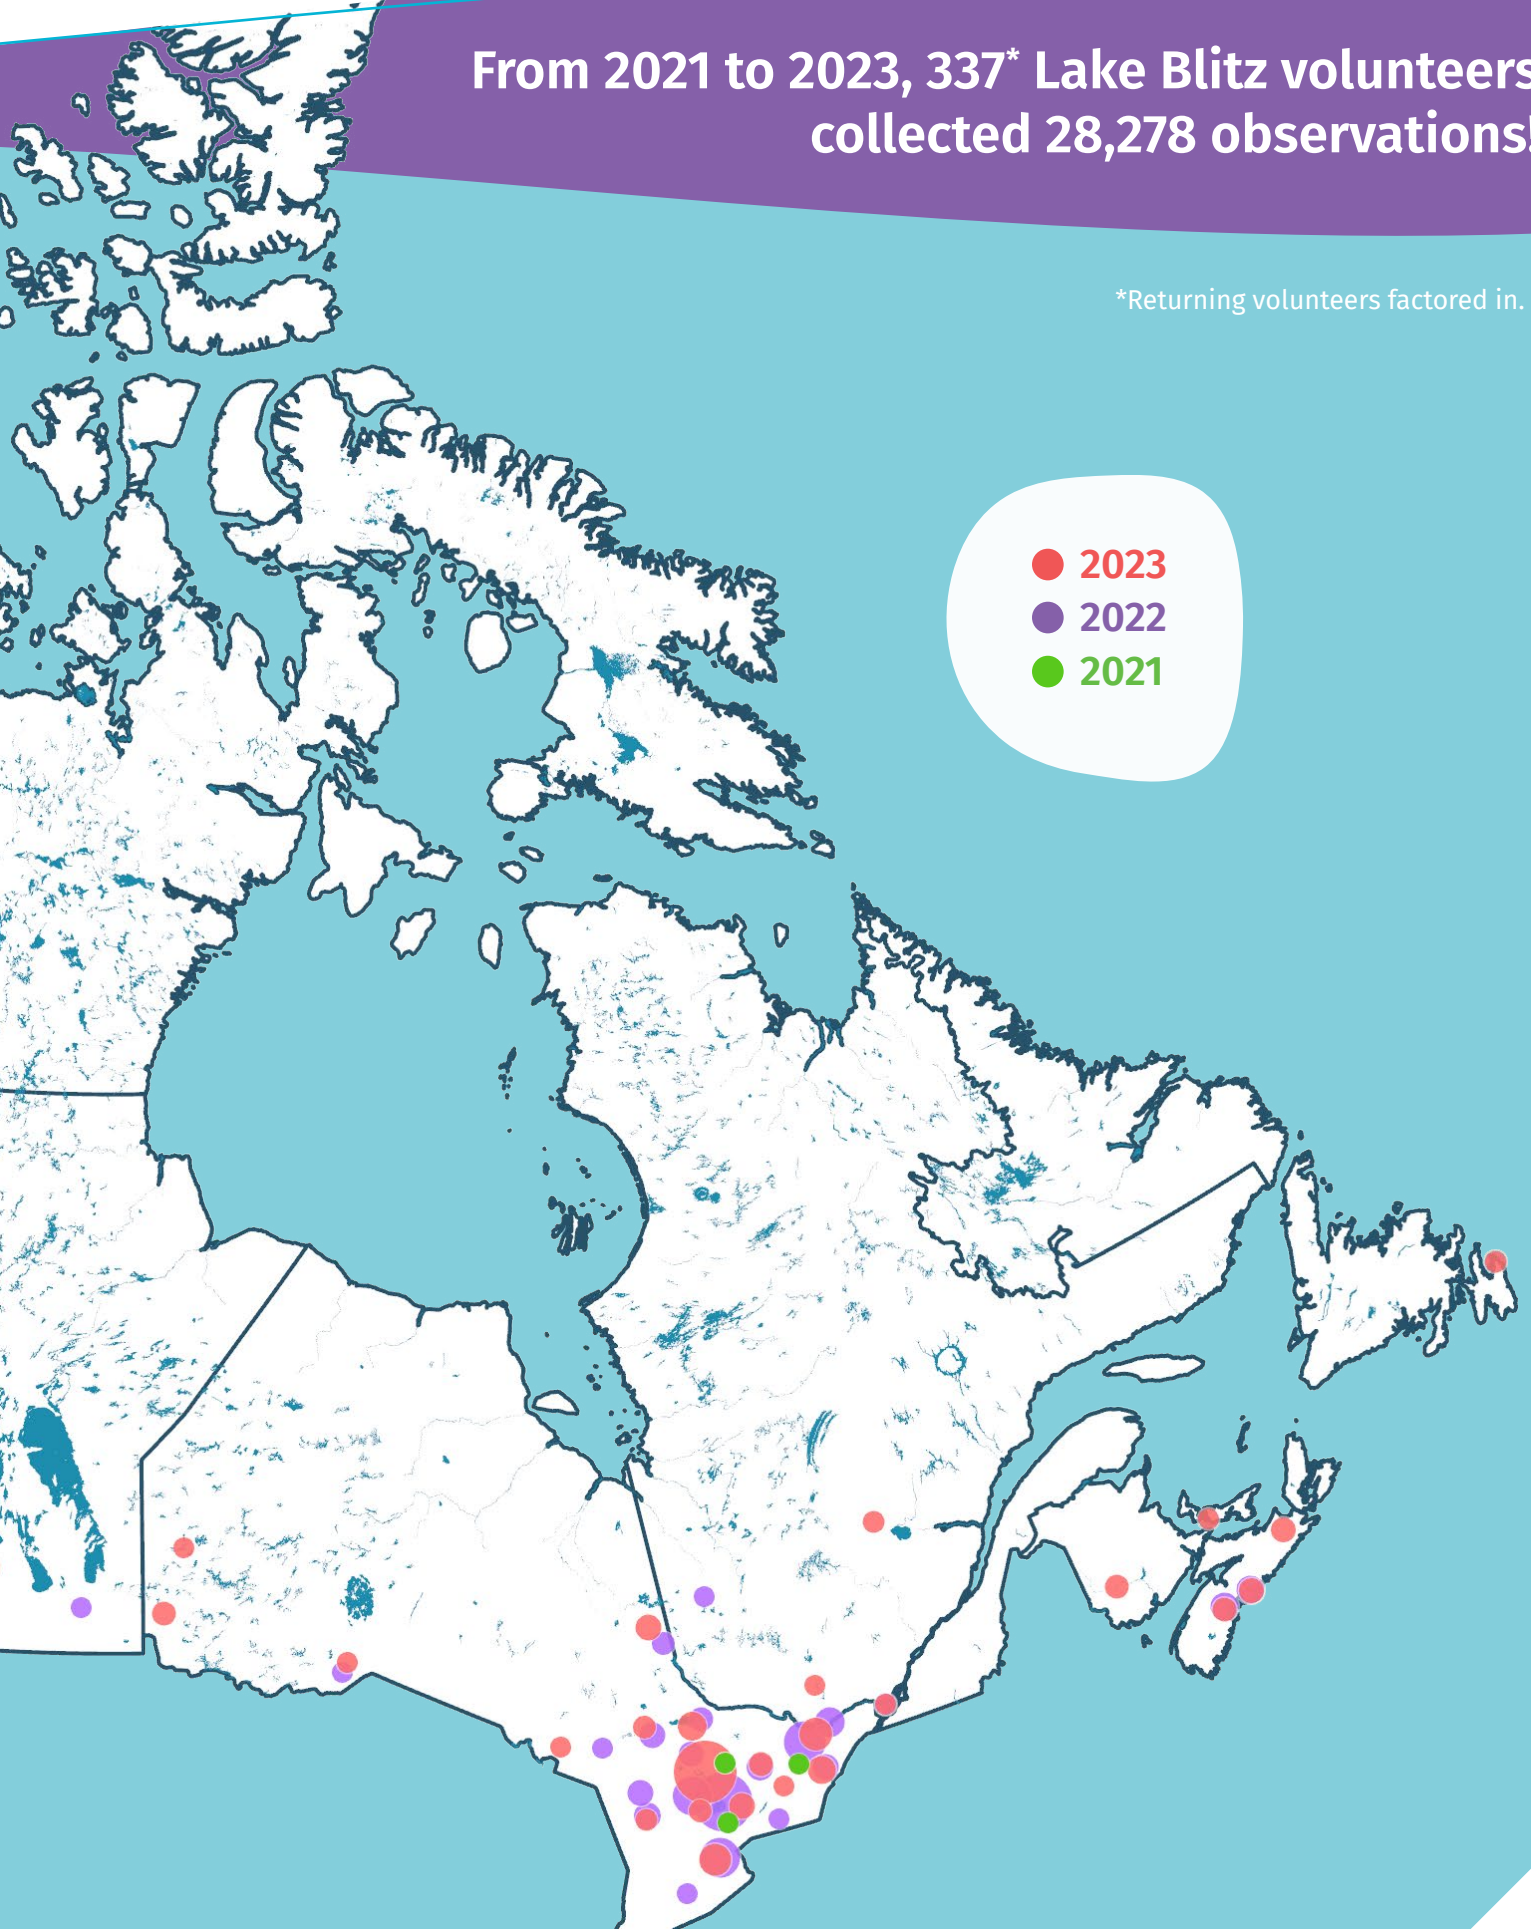 From 2021 to 2023, 337* Lake Blitz volunteers
collected 28,278 observations!
*Returning volunteers factored in.
2023
2022
2021